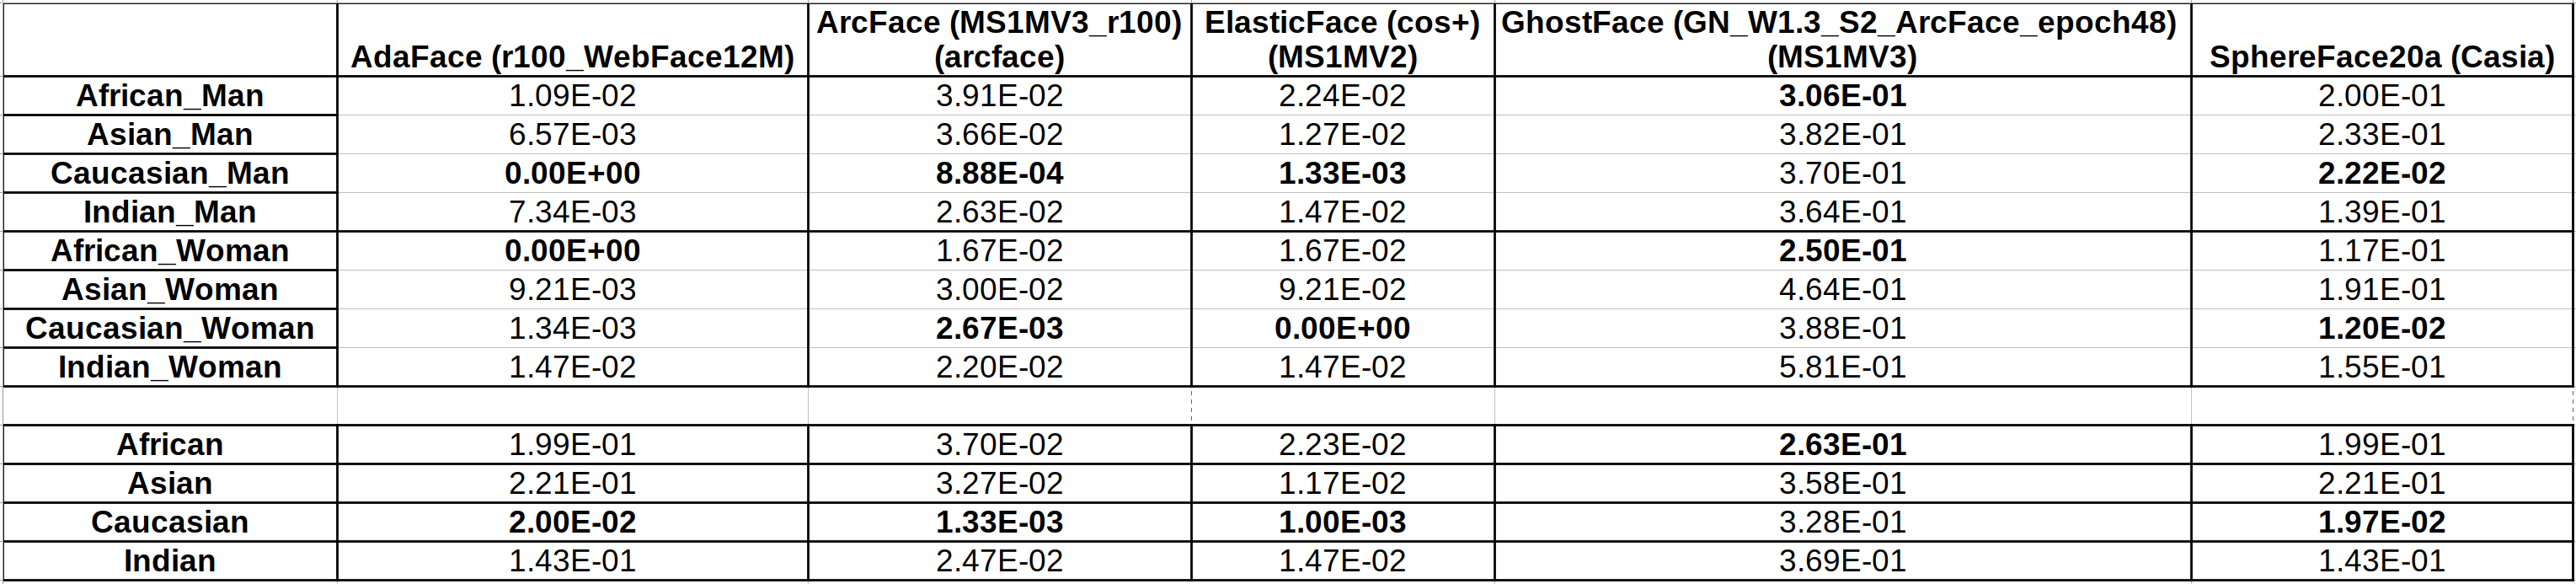 AdaFace (r100_WebFace12M) ArcFace (MS1MV3_r100) (arcface) ElasticFace (cos+) (MS1MV2) GhostFace (GN_W1.3_S2_ArcFace_epoch48) (MS1MV3) SphereFace20a (Casia)
African_Man 1.09E-02 3.91E-02 2.24E-02 3.06E-01 2.00E-01
Asian_Man 6.57E-03 3.66E-02 1.27E-02 3.82E-01 2.33E-01
Caucasian_Man 0.00E+00 8.88E-04 1.33E-03 3.70E-01 2.22E-02
Indian_Man 7.34E-03 2.63E-02 1.47E-02 3.64E-01 1.39E-01
African_Woman 0.00E+00 1.67E-02 1.67E-02 2.50E-01 1.17E-01
Asian_Woman 9.21E-03 3.00E-02 9.21E-02 4.64E-01 1.91E-01
Caucasian_Woman 1.34E-03 2.67E-03 0.00E+00 3.88E-01 1.20E-02
Indian_Woman 1.47E-02 2.20E-02 1.47E-02 5.81E-01 1.55E-01
African 1.99E-01 3.70E-02 2.23E-02 2.63E-01 1.99E-01
Asian 2.21E-01 3.27E-02 1.17E-02 3.58E-01 2.21E-01
Caucasian 2.00E-02 1.33E-03 1.00E-03 3.28E-01 1.97E-02
Indian 1.43E-01 2.47E-02 1.47E-02 3.69E-01 1.43E-01